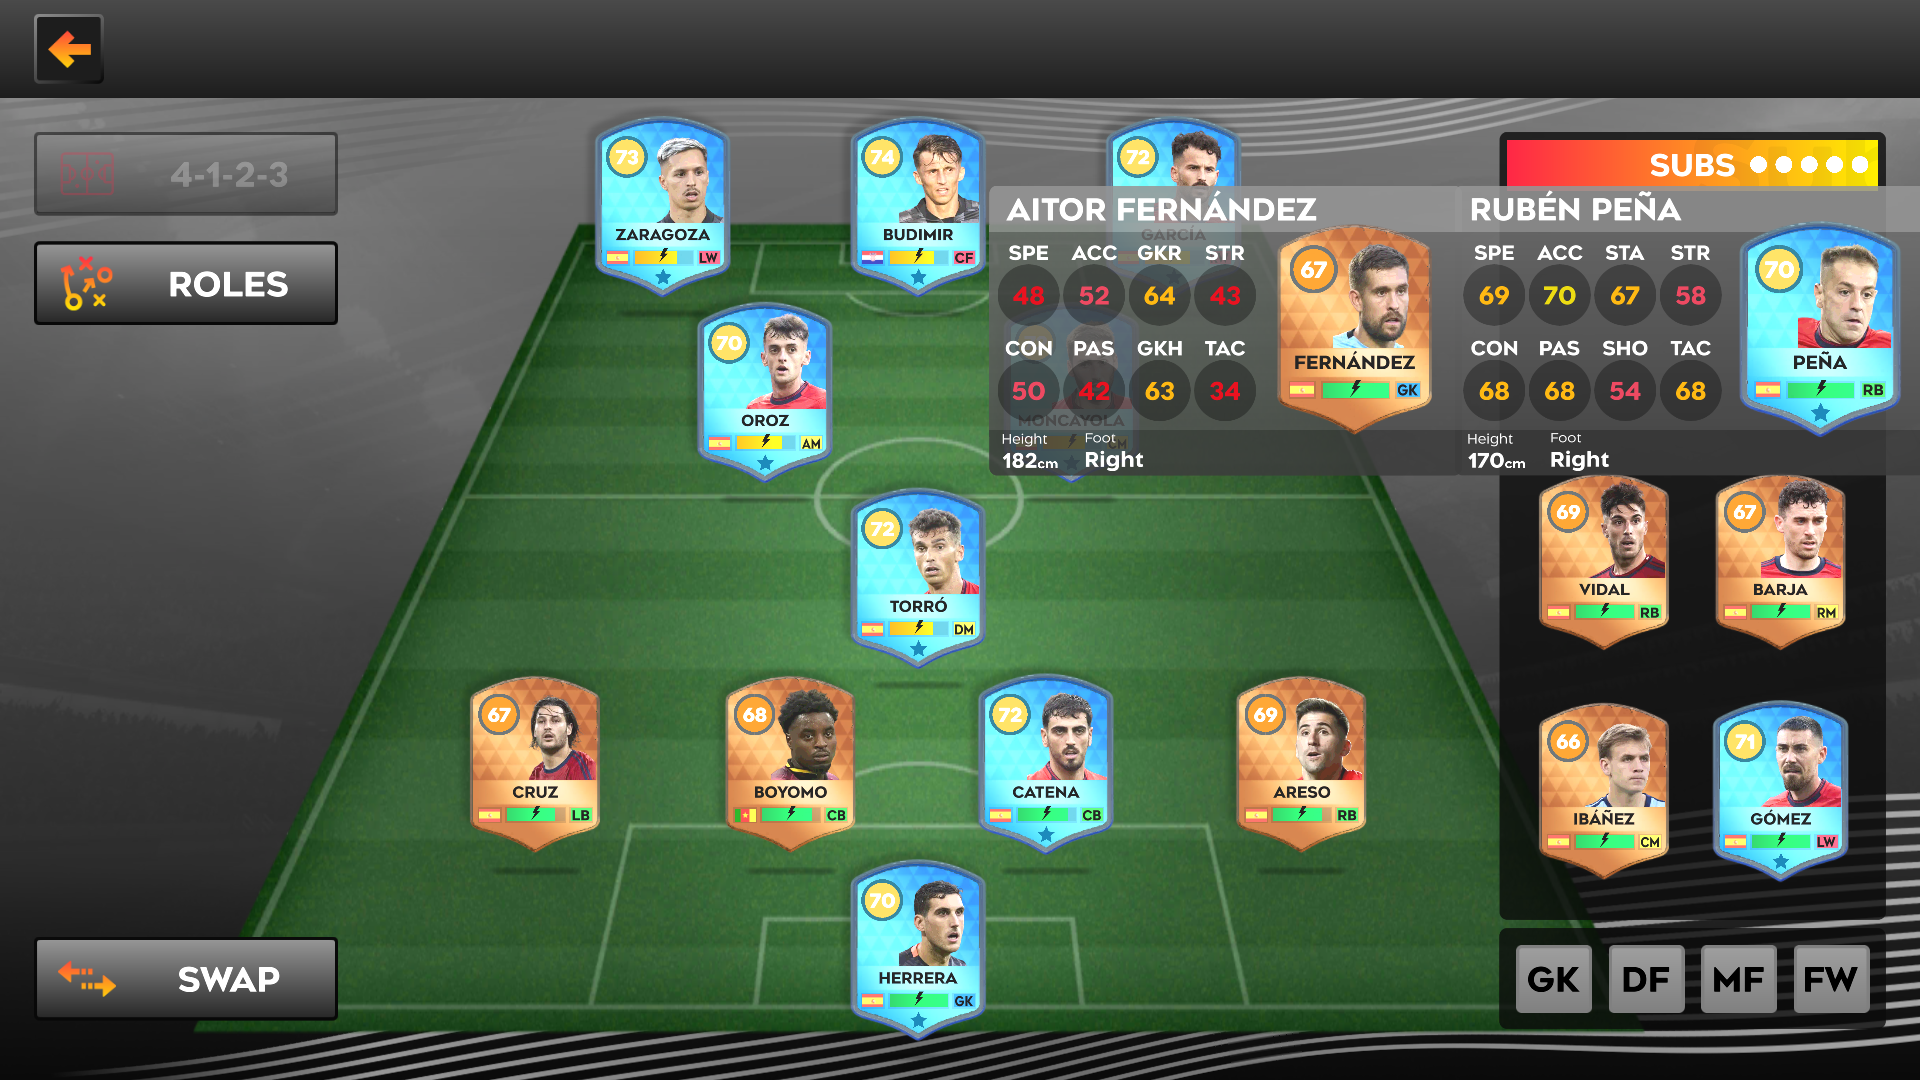 4-1-2-3
ROLES
SWAP
73
ZARAGOZA
LW
74
BUDIMIR
CF
72
GARCÍA
70
OROZ
AM
MONCAYOLA
CM
72
TORRÓ
DM
67
CRUZ
LB
68
BOYOMO
CB
72
CATENA
CB
69
ARESO
RB
70
HERRERA
GK
AITOR FERNÁNDEZ
SPE ACC GKR STR
48 52 64 43
CON PAS GKH TAC
50 42 63 34
Height Foot
182cm Right
67
FERNÁNDEZ
GK
RUBÉN PEÑA
SPE ACC STA STR
69 70 67 58
CON PAS SHO TAC
68 68 54 68
Height Foot
170cm Right
70
PEÑA
RB
SUBS
69
VIDAL
RB
67
BARJA
RM
66
IBÁÑEZ
CM
71
GÓMEZ
LW
GK DF MF FW